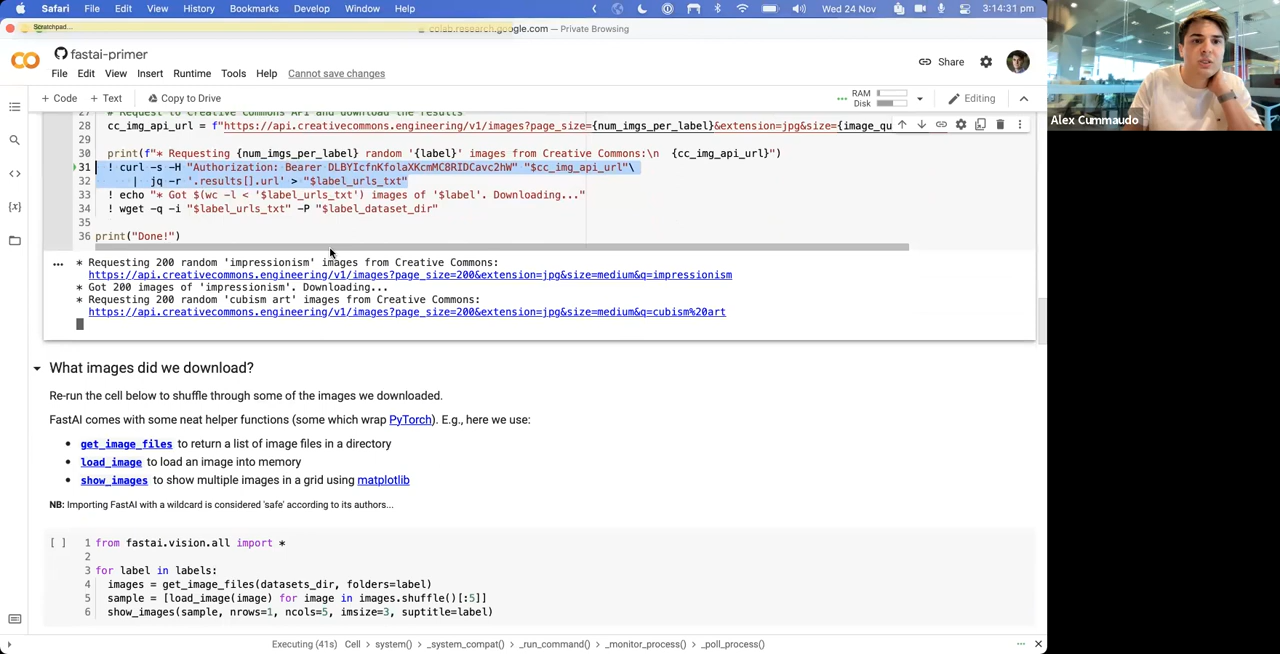 Safari File Edit View History Bookmarks Develop Window Help Wed 24 Nov 3:14:31 pm
Scratchpad...
colab.research.google.com — Private Browsing
fastai-primer
File Edit View Insert Runtime Tools Help Cannot save changes
Share
+ Code + Text Copy to Drive
RAM
Disk
Editing
27 # Request to Creative Commons API and download the results
28 cc_img_api_url = f"https://api.creativecommons.engineering/v1/images?page_size={num_imgs_per_label}&extension=jpg&size={image_qu
29
30 print(f"* Requesting {num_imgs_per_label} random '{label}' images from Creative Commons:\n {cc_img_api_url}")
31 ! curl -s -H "Authorization: Bearer DLBYIcfnKfolaXKcmMC8RIDCavc2hW" "$cc_img_api_url"\
32 | jq -r '.results[].url' > "$label_urls_txt"
33 ! echo "* Got $(wc -l < '$label_urls_txt') images of '$label'. Downloading..."
34 ! wget -q -i "$label_urls_txt" -P "$label_dataset_dir"
35
36 print("Done!")
* Requesting 200 random 'impressionism' images from Creative Commons:
https://api.creativecommons.engineering/v1/images?page_size=200&extension=jpg&size=medium&q=impressionism
* Got 200 images of 'impressionism'. Downloading...
* Requesting 200 random 'cubism art' images from Creative Commons:
https://api.creativecommons.engineering/v1/images?page_size=200&extension=jpg&size=medium&q=cubism%20art
What images did we download?
Re-run the cell below to shuffle through some of the images we downloaded.
FastAI comes with some neat helper functions (some which wrap PyTorch). E.g., here we use:
• get_image_files to return a list of image files in a directory
• load_image to load an image into memory
• show_images to show multiple images in a grid using matplotlib
NB: Importing FastAI with a wildcard is considered 'safe' according to its authors...
[ ] 1 from fastai.vision.all import *
2
3 for label in labels:
4 images = get_image_files(datasets_dir, folders=label)
5 sample = [load_image(image) for image in images.shuffle()[:5]]
6 show_images(sample, nrows=1, ncols=5, imsize=3, suptitle=label)
Executing (41s) Cell > system() > _system_compat() > _run_command() > _monitor_process() > _poll_process()
Alex Cummaudo